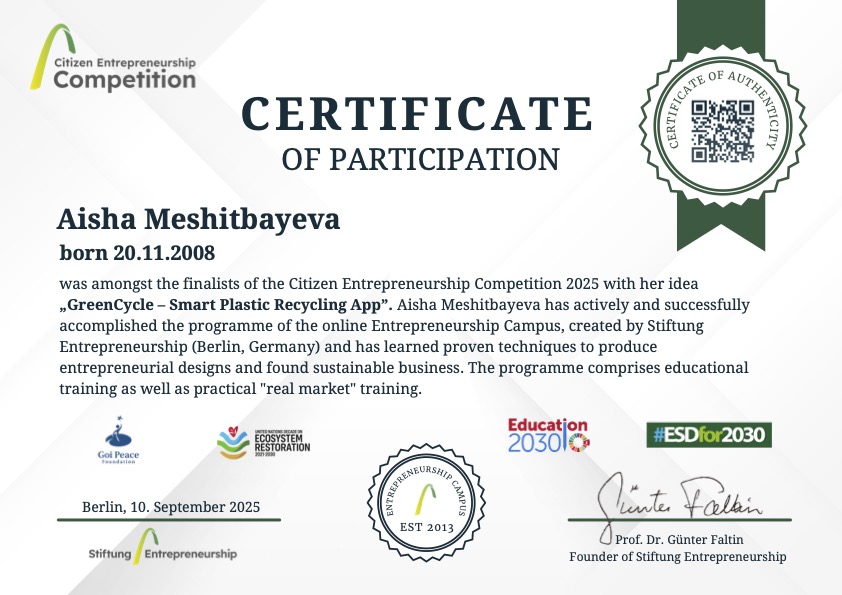 Citizen Entrepreneurship
Competition
CERTIFICATE OF AUTHENTICITY
CERTIFICATE
OF PARTICIPATION
Aisha Meshitbayeva
born 20.11.2008
was amongst the finalists of the Citizen Entrepreneurship Competition 2025 with her idea
„GreenCycle – Smart Plastic Recycling App”. Aisha Meshitbayeva has actively and successfully
accomplished the programme of the online Entrepreneurship Campus, created by Stiftung
Entrepreneurship (Berlin, Germany) and has learned proven techniques to produce
entrepreneurial designs and found sustainable business. The programme comprises educational
training as well as practical "real market" training.
Goi Peace
Foundation
UNITED NATIONS DECADE ON
ECOSYSTEM
RESTORATION
2021-2030
Education
2030
#ESDfor2030
ENTREPRENEURSHIP CAMPUS
EST 2013
Berlin, 10. September 2025
Stiftung Entrepreneurship
Günter Faltin
Prof. Dr. Günter Faltin
Founder of Stiftung Entrepreneurship